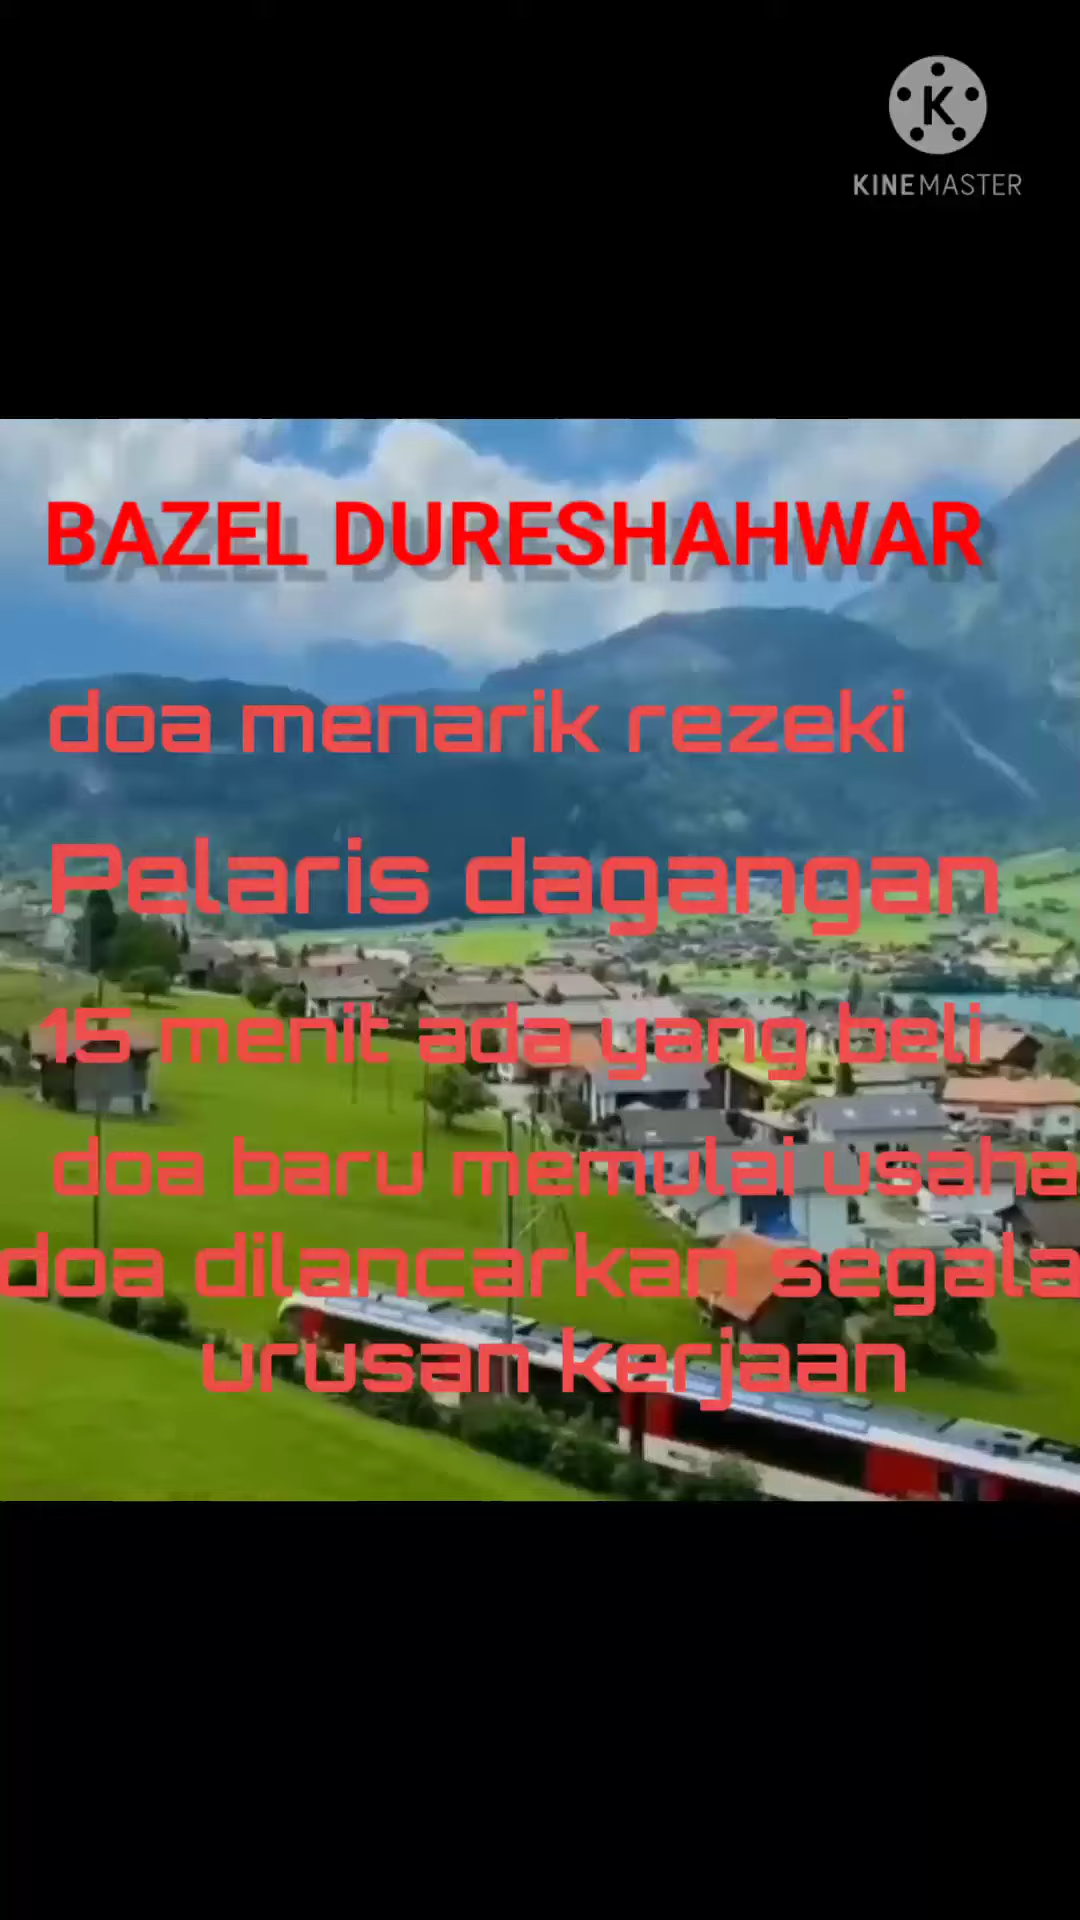 K
KINEMASTER
BAZEL DURESHAHWAR
doa menarik rezeki
Pelaris dagangan
15 menit ada yang beli
doa baru memulai usaha
doa dilancarkan segala
urusan kerjaan